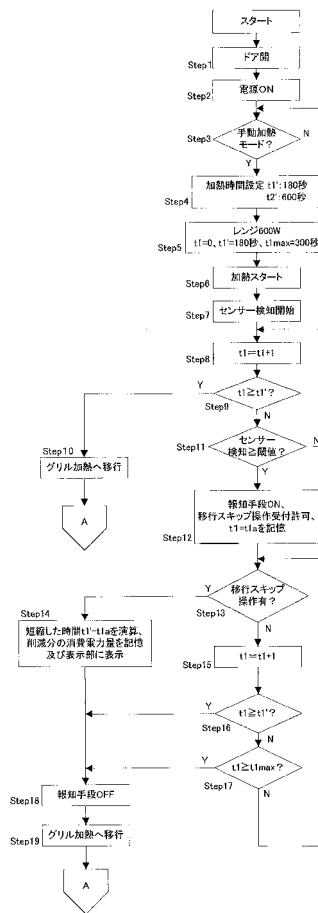 スタート
ドア開
Step1
電源ON
Step2
手動加熱
モード?
N
Step3
Y
加熱時間設定 t1':180秒
t2':600秒
Step4
レンジ600W
t1=0、t1'=180秒、t1max=300秒
Step5
加熱スタート
Step6
センサー検知開始
Step7
t1=t1+1
Step8
Y
t1≧t1'?
Step9
N
Step10
グリル加熱へ移行
A
Step11
センサー
検知≧閾値?
N
Y
報知手段ON、
移行スキップ操作受付許可、
t1=t1aを記憶
Step12
Y
移行スキップ
操作有?
Step13
N
Step14
短縮した時間t1'-t1aを演算、
削減分の消費電力量を記憶
及び表示部に表示
Step15
t1=t1+1
Y
t1≧t1'?
Step16
N
Y
t1≧t1max?
Step17
N
Step18
報知手段OFF
Step19
グリル加熱へ移行
A